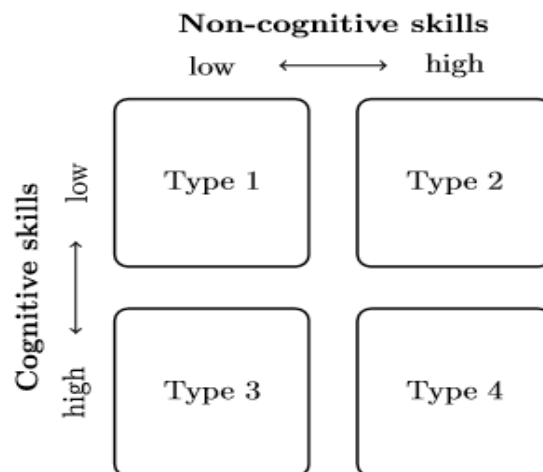 Non-cognitive skills
low high
Cognitive skills
low
Type 1 Type 2
high
Type 3 Type 4